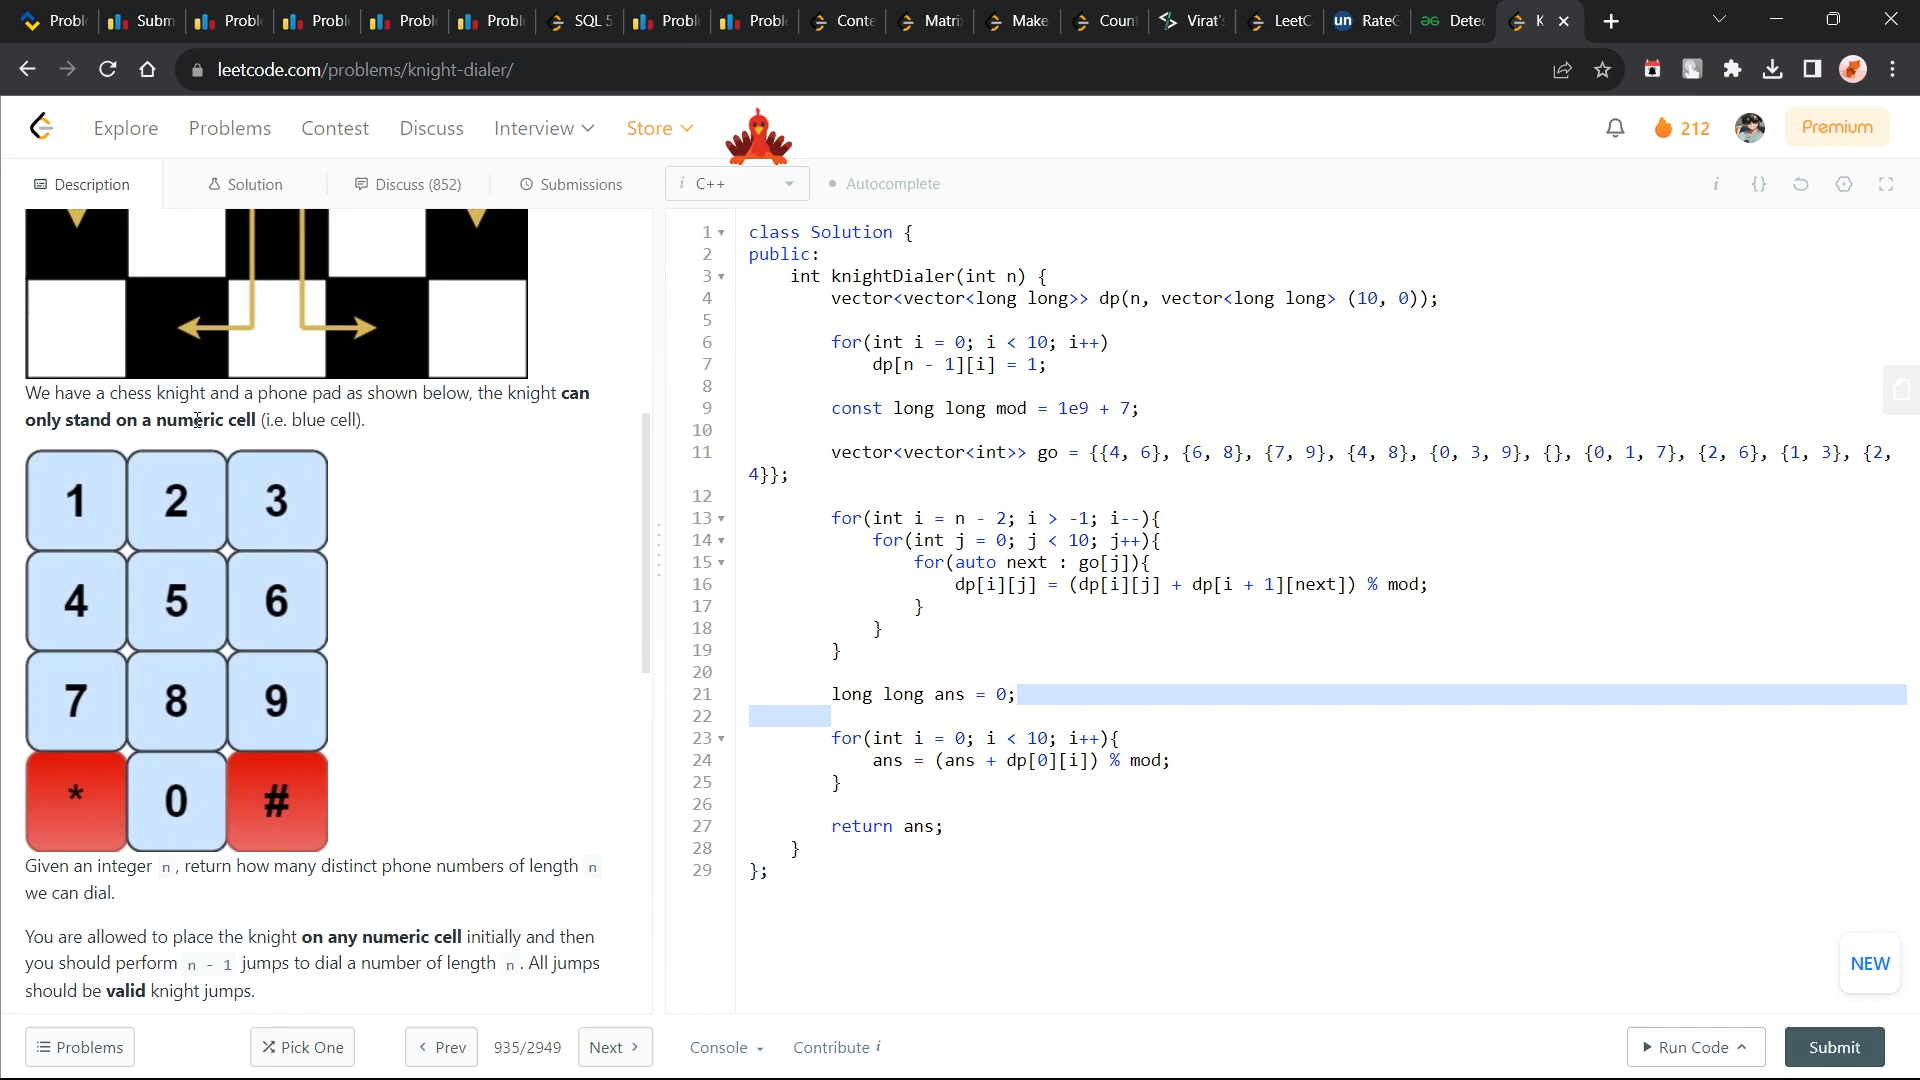 Probl
Subm
Probl
Probl
Probl
Probl
SQL 5
Probl
Probl
Conte
Matri
Make
Count
Virat's
LeetC
un RateG
Detec
K
leetcode.com/problems/knight-dialer/
Explore Problems Contest Discuss Interview Store 212 Premium
Description Solution Discuss (852) Submissions i C++ Autocomplete i {}
We have a chess knight and a phone pad as shown below, the knight can
only stand on a numeric cell (i.e. blue cell).
1 2 3
4 5 6
7 8 9
* 0 #
Given an integer n, return how many distinct phone numbers of length n
we can dial.
You are allowed to place the knight on any numeric cell initially and then
you should perform n - 1 jumps to dial a number of length n. All jumps
should be valid knight jumps.
1 class Solution {
2 public:
3 int knightDialer(int n) {
4 vector<vector<long long>> dp(n, vector<long long> (10, 0));
5
6 for(int i = 0; i < 10; i++)
7 dp[n - 1][i] = 1;
8
9 const long long mod = 1e9 + 7;
10
11 vector<vector<int>> go = {{4, 6}, {6, 8}, {7, 9}, {4, 8}, {0, 3, 9}, {}, {0, 1, 7}, {2, 6}, {1, 3}, {2,
4}};
12
13 for(int i = n - 2; i > -1; i--){
14 for(int j = 0; j < 10; j++){
15 for(auto next : go[j]){
16 dp[i][j] = (dp[i][j] + dp[i + 1][next]) % mod;
17 }
18 }
19 }
20
21 long long ans = 0;
22
23 for(int i = 0; i < 10; i++){
24 ans = (ans + dp[0][i]) % mod;
25 }
26
27 return ans;
28 }
29 };
NEW
Problems Pick One Prev 935/2949 Next Console Contribute i Run Code Submit